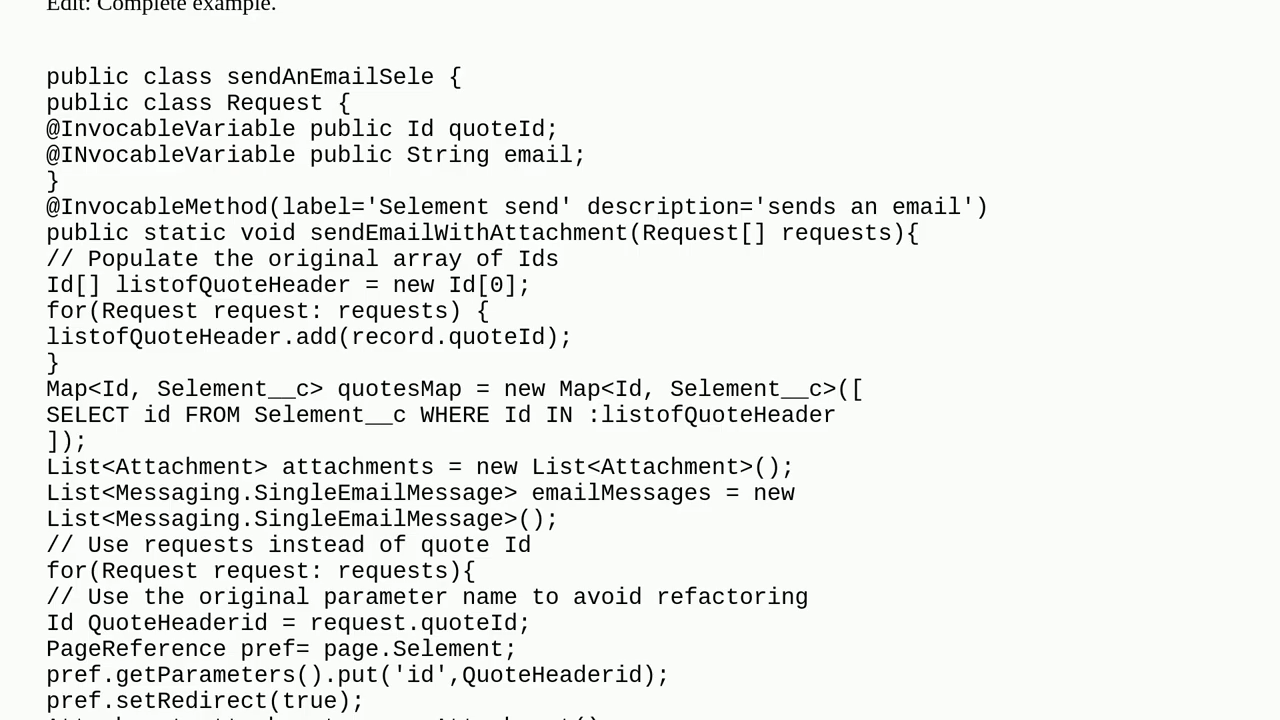 Edit: Complete example.
public class sendAnEmailSele {
public class Request {
@InvocableVariable public Id quoteId;
@INvocableVariable public String email;
}
@InvocableMethod(label='Selement send' description='sends an email')
public static void sendEmailWithAttachment(Request[] requests){
// Populate the original array of Ids
Id[] listofQuoteHeader = new Id[0];
for(Request request: requests) {
listofQuoteHeader.add(record.quoteId);
}
Map<Id, Selement__c> quotesMap = new Map<Id, Selement__c>([
SELECT id FROM Selement__c WHERE Id IN :listofQuoteHeader
]);
List<Attachment> attachments = new List<Attachment>();
List<Messaging.SingleEmailMessage> emailMessages = new
List<Messaging.SingleEmailMessage>();
// Use requests instead of quote Id
for(Request request: requests){
// Use the original parameter name to avoid refactoring
Id QuoteHeaderid = request.quoteId;
PageReference pref= page.Selement;
pref.getParameters().put('id',QuoteHeaderid);
pref.setRedirect(true);